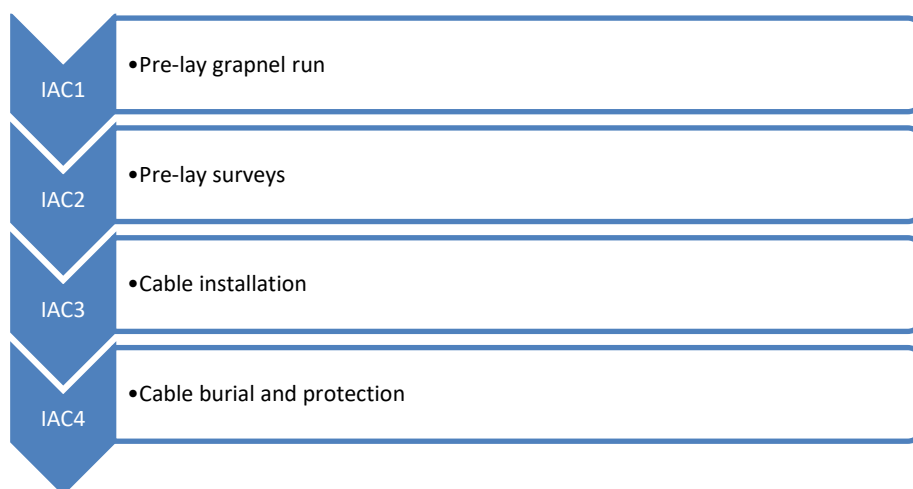 IAC1
•Pre-lay grapnel run
IAC2
•Pre-lay surveys
IAC3
•Cable installation
IAC4
•Cable burial and protection